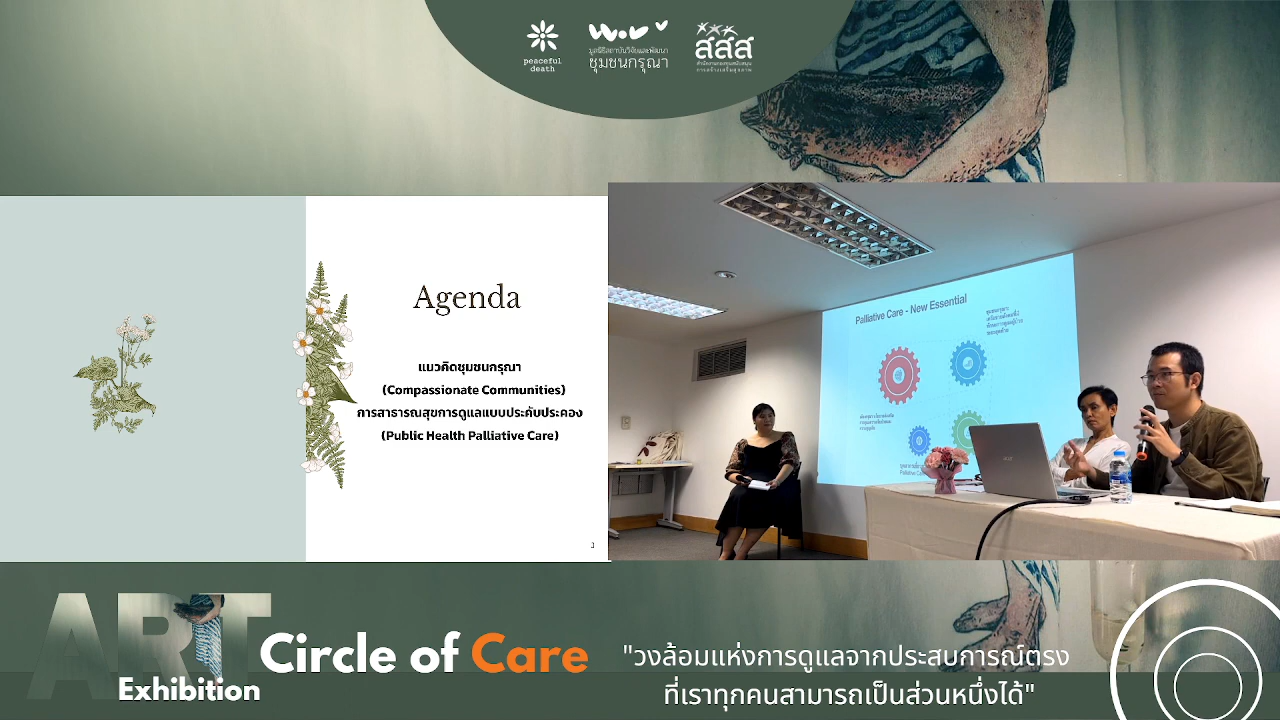 peaceful
death
มูลนิธิสถาบันวิจัยและพัฒนา
ชุมชนกรุณา
สสส
สำนักงานกองทุนสนับสนุน
การสร้างเสริมสุขภาพ
Agenda
แนวคิดชุมชนกรุณา
(Compassionate Communities)
การสาธารณสุขการดูแลแบบประคับประคอง
(Public Health Palliative Care)
Palliative Care - New Essential
ART
Exhibition
Circle of Care
"วงล้อมแห่งการดูแลจากประสบการณ์ตรง
ที่เราทุกคนสามารถเป็นส่วนหนึ่งได้"